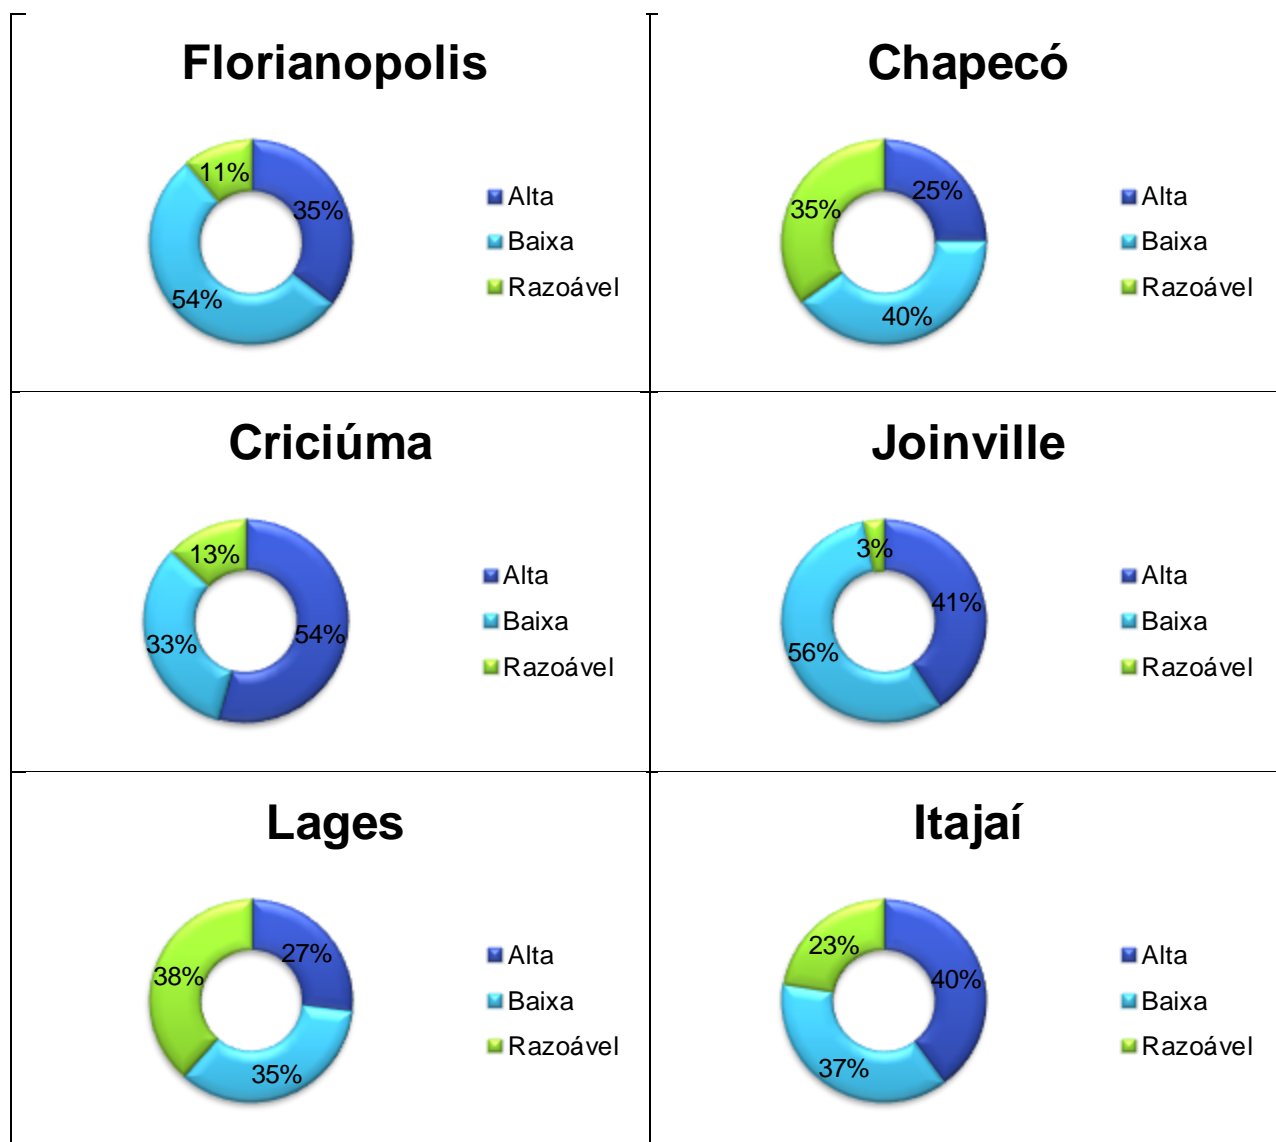 Florianopolis
11%
35%
54%
Alta
Baixa
Razoável
Chapecó
25%
35%
40%
Alta
Baixa
Razoável
Criciúma
13%
54%
33%
Alta
Baixa
Razoável
Joinville
3%
41%
56%
Alta
Baixa
Razoável
Lages
27%
38%
35%
Alta
Baixa
Razoável
Itajaí
23%
40%
37%
Alta
Baixa
Razoável